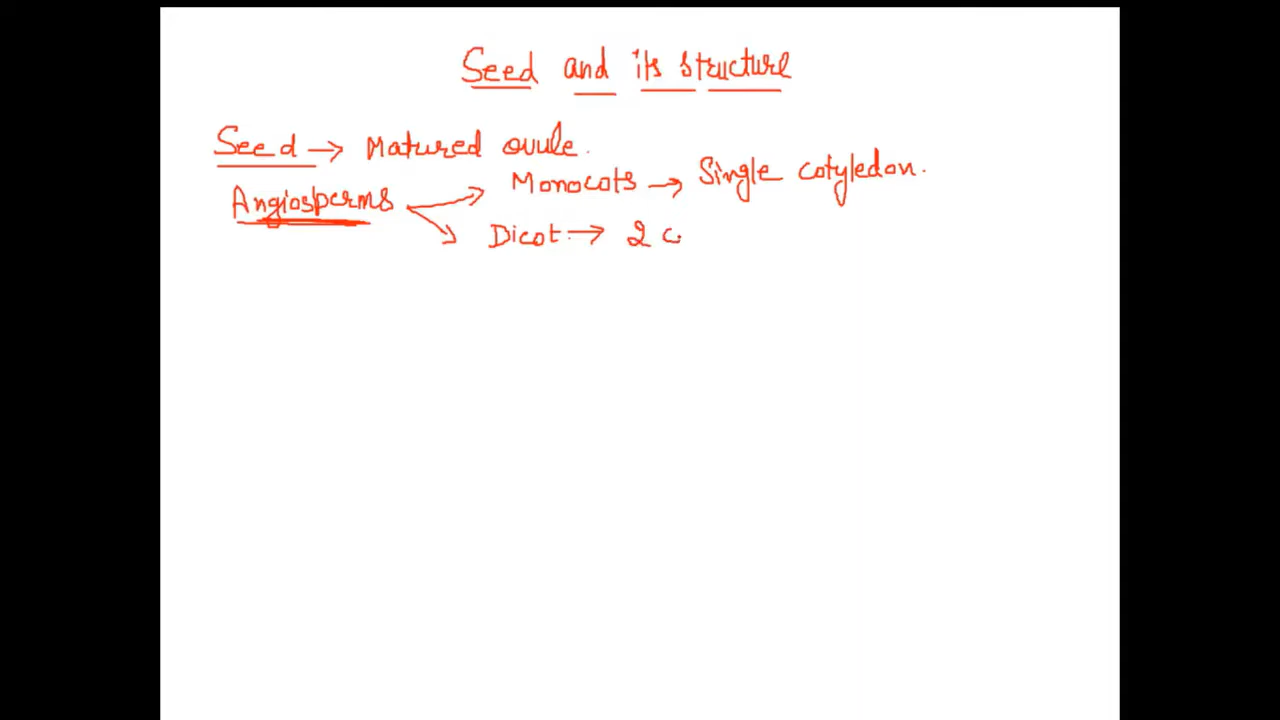 Seed and its structure
Seed → Matured ovule.
Monocots → Single cotyledon.
Angiosperms
Dicot → 2 c